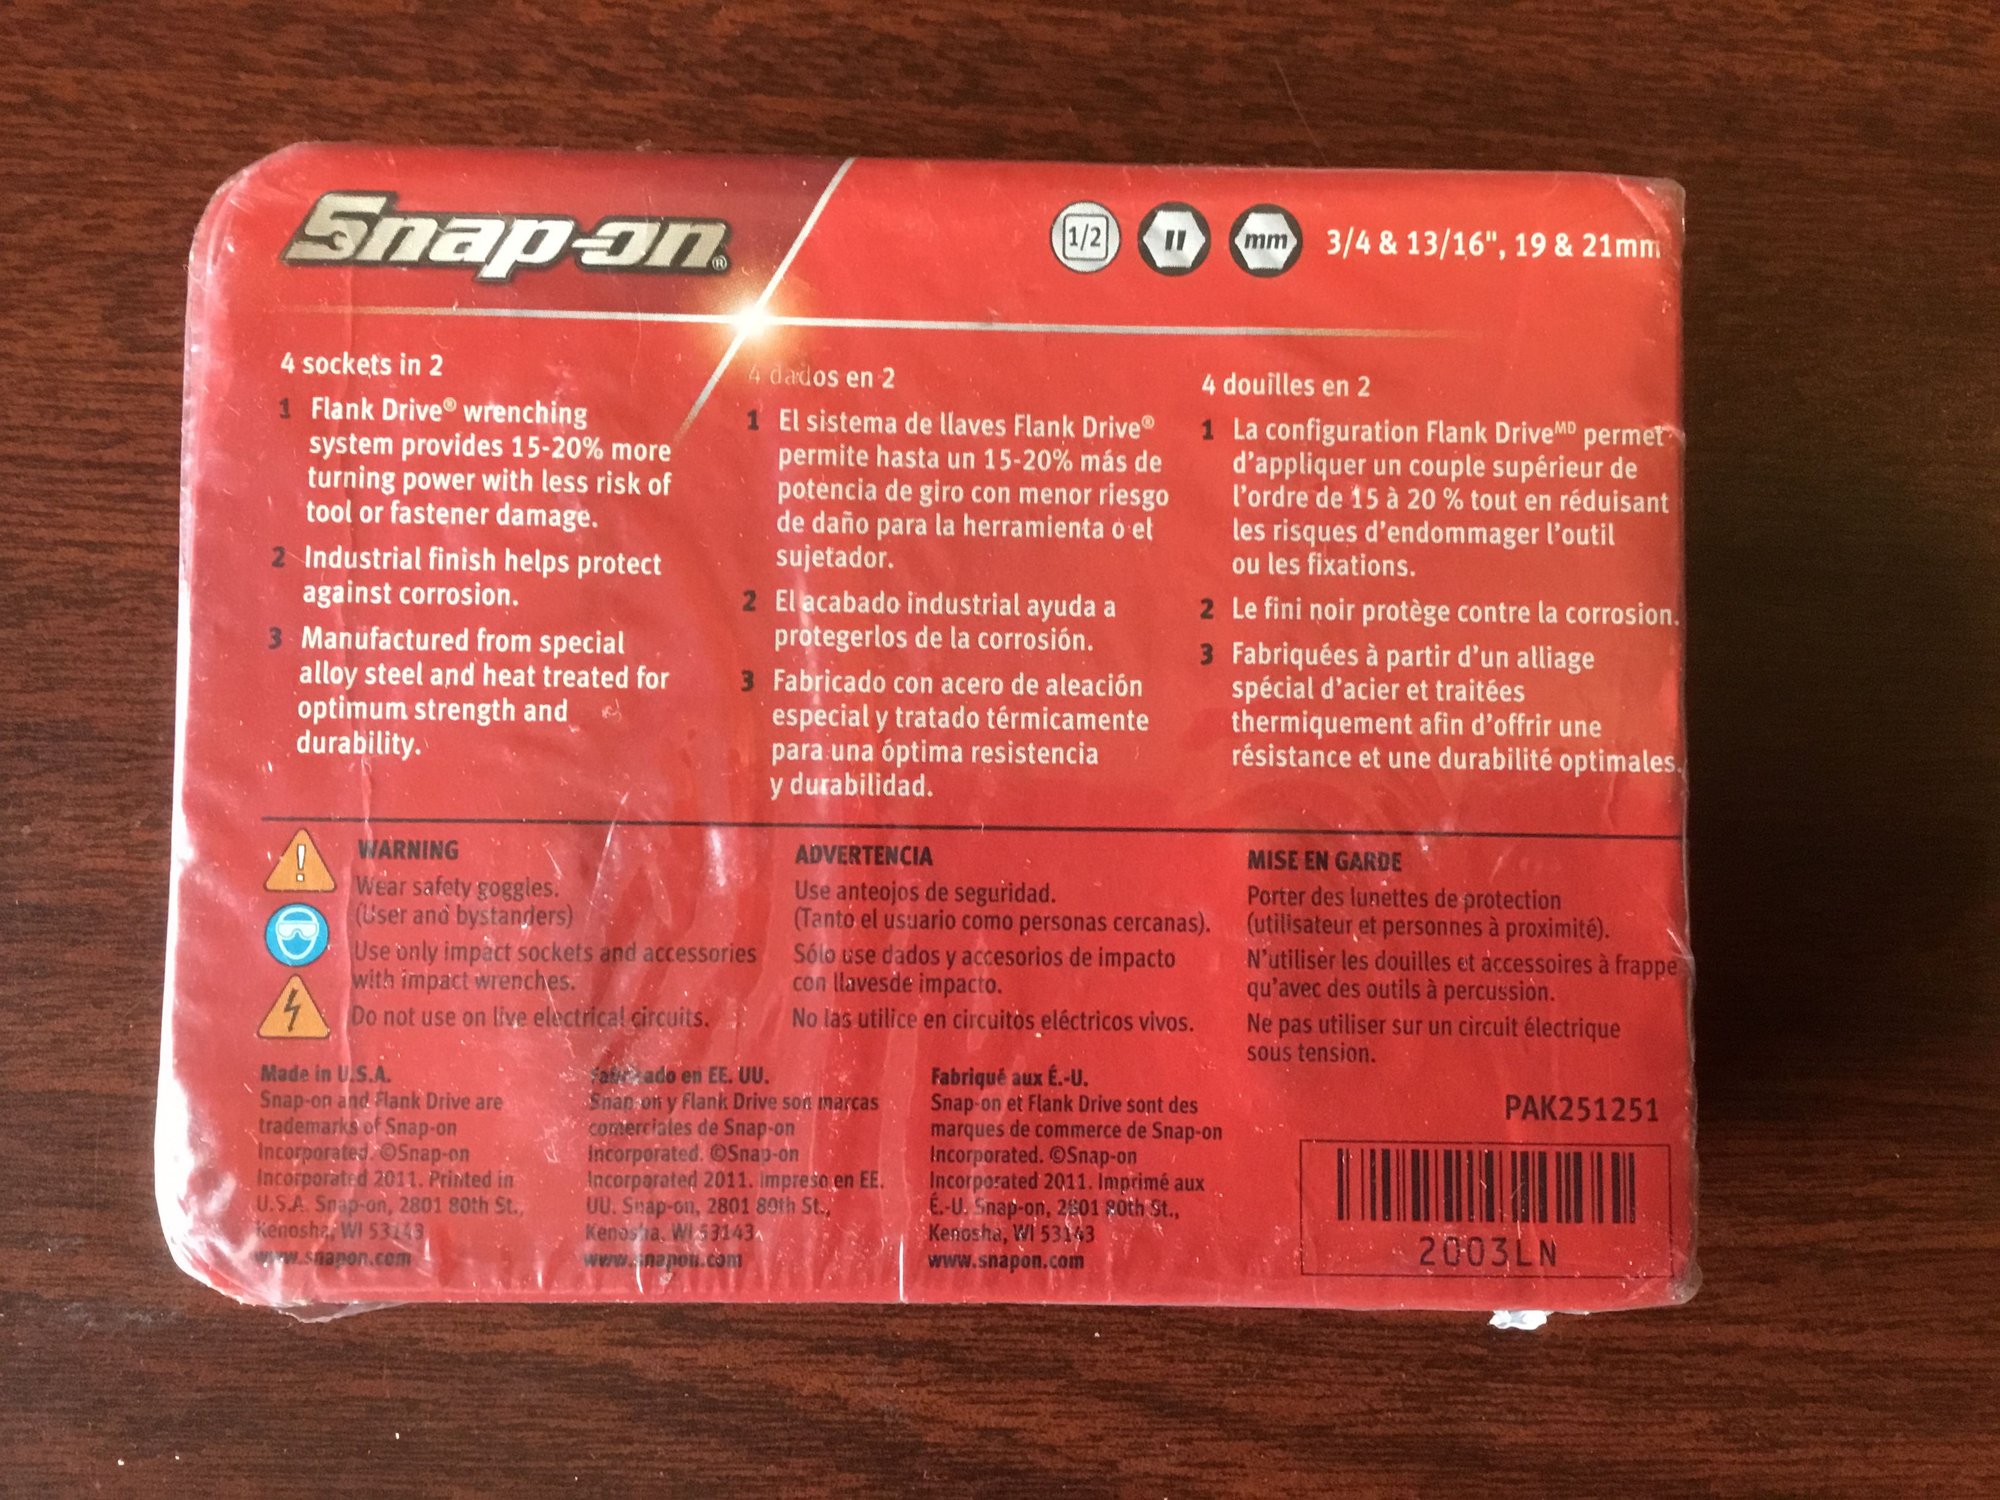 Snap-on®
1/2
"
mm
3/4 & 13/16", 19 & 21mm
4 sockets in 2
1 Flank Drive® wrenching
system provides 15-20% more
turning power with less risk of
tool or fastener damage.
2 Industrial finish helps protect
against corrosion.
3 Manufactured from special
alloy steel and heat treated for
optimum strength and
durability.
4 dados en 2
1 El sistema de llaves Flank Drive®
permite hasta un 15-20% más de
potencia de giro con menor riesgo
de daño para la herramienta o el
sujetador.
2 El acabado industrial ayuda a
protegerlos de la corrosión.
3 Fabricado con acero de aleación
especial y tratado térmicamente
para una óptima resistencia
y durabilidad.
4 douilles en 2
1 La configuration Flank Drive MD permet
d'appliquer un couple supérieur de
l'ordre de 15 à 20 % tout en réduisant
les risques d'endommager l'outil
ou les fixations.
2 Le fini noir protège contre la corrosion.
3 Fabriquées à partir d'un alliage
spécial d'acier et traitées
thermiquement afin d'offrir une
résistance et une durabilité optimales.
WARNING
Wear safety goggles.
(User and bystanders)
Use only impact sockets and accessories
with impact wrenches.
Do not use on live electrical circuits.
ADVERTENCIA
Use anteojos de seguridad.
(Tanto el usuario como personas cercanas).
Sólo use dados y accesorios de impacto
con llavesde impacto.
No las utilice en circuitos eléctricos vivos.
MISE EN GARDE
Porter des lunettes de protection
(utilisateur et personnes à proximité).
N'utiliser les douilles et accessoires à frappe
qu'avec des outils à percussion.
Ne pas utiliser sur un circuit électrique
sous tension.
Made in U.S.A.
Snap-on and Flank Drive are
trademarks of Snap-on
Incorporated. ©Snap-on
Incorporated 2011. Printed in
U.S.A. Snap-on, 2801 80th St.,
Kenosha, WI 53143
www.snapon.com
Fabricado en EE. UU.
Snap-on y Flank Drive son marcas
comerciales de Snap-on
Incorporated. ©Snap-on
Incorporated 2011. Impreso en EE.
UU. Snap-on, 2801 80th St.,
Kenosha, WI 53143
www.snapon.com
Fabriqué aux É.-U.
Snap-on et Flank Drive sont des
marques de commerce de Snap-on
Incorporated. ©Snap-on
Incorporated 2011. Imprimé aux
É.-U. Snap-on, 2801 80th St.,
Kenosha, WI 53143
www.snapon.com
PAK251251
2003LN